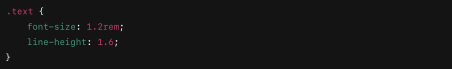 .text {
    font-size: 1.2rem;
    line-height: 1.6;
}